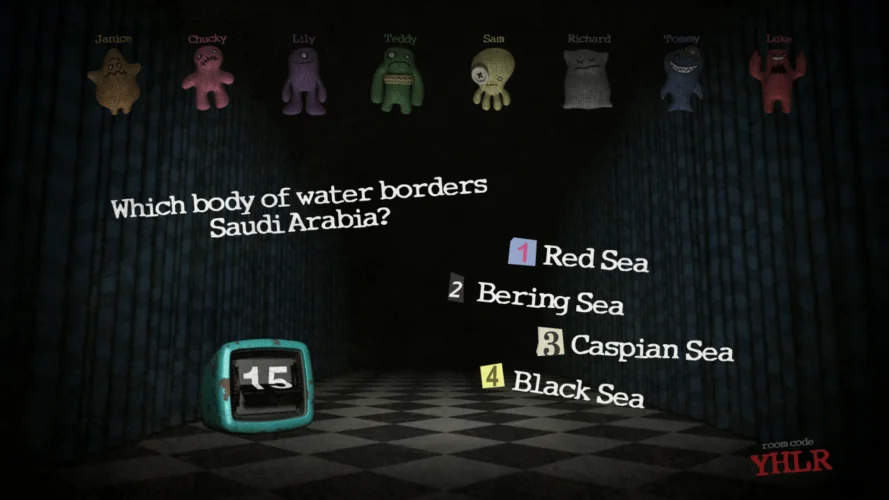 Janice Chucky Lily Teddy Sam Richard Tommy Luke
Which body of water borders
Saudi Arabia?
1 Red Sea
2 Bering Sea
3 Caspian Sea
4 Black Sea
15
room code
YHLR